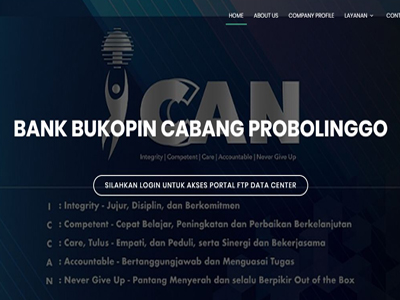 HOME ABOUT US COMPANY PROFILE LAYANAN CONT
I CAN
Integrity | Competent | Care | Accountable | Never Give Up
BANK BUKOPIN CABANG PROBOLINGGO
SILAHKAN LOGIN UNTUK AKSES PORTAL FTP DATA CENTER
I : Integrity - Jujur, Disiplin, dan Berkomitmen
C : Competent - Cepat Belajar, Peningkatan dan Perbaikan Berkelanjutan
C : Care, Tulus - Empati, dan Peduli, serta Sinergi dan Bekerjasama
A : Accountable - Bertanggungjawab dan Menguasai Tugas
N : Never Give Up - Pantang Menyerah dan selalu Berpikir Out of the Box